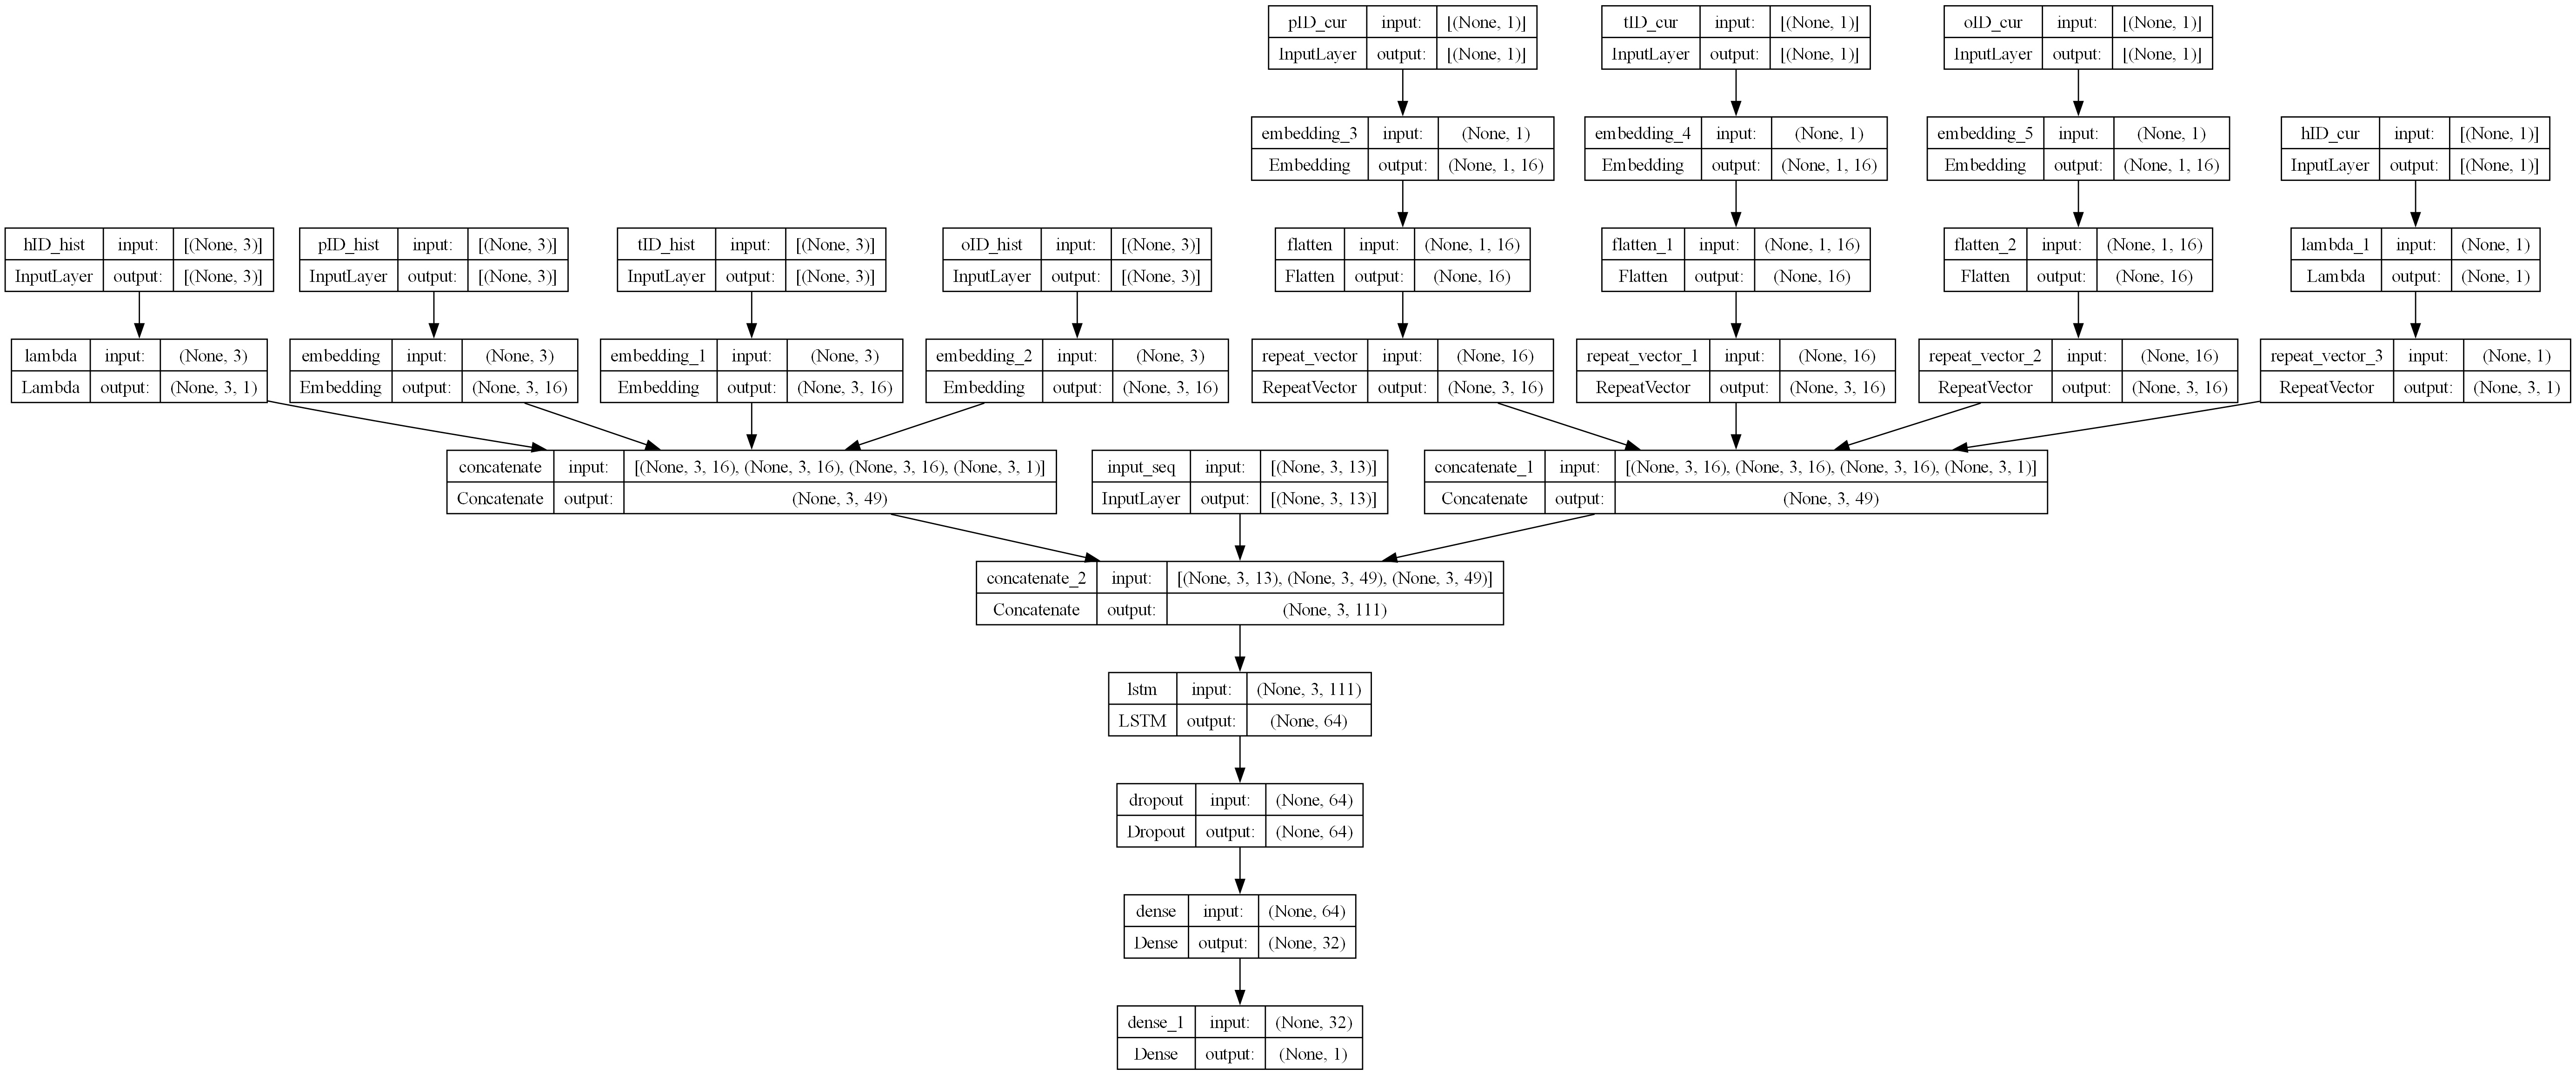 pID_cur input: [(None, 1)]
InputLayer output: [(None, 1)]
tID_cur input: [(None, 1)]
InputLayer output: [(None, 1)]
oID_cur input: [(None, 1)]
InputLayer output: [(None, 1)]
embedding_3 input: (None, 1)
Embedding output: (None, 1, 16)
embedding_4 input: (None, 1)
Embedding output: (None, 1, 16)
embedding_5 input: (None, 1)
Embedding output: (None, 1, 16)
hID_cur input: [(None, 1)]
InputLayer output: [(None, 1)]
hID_hist input: [(None, 3)]
InputLayer output: [(None, 3)]
pID_hist input: [(None, 3)]
InputLayer output: [(None, 3)]
tID_hist input: [(None, 3)]
InputLayer output: [(None, 3)]
oID_hist input: [(None, 3)]
InputLayer output: [(None, 3)]
flatten input: (None, 1, 16)
Flatten output: (None, 16)
flatten_1 input: (None, 1, 16)
Flatten output: (None, 16)
flatten_2 input: (None, 1, 16)
Flatten output: (None, 16)
lambda_1 input: (None, 1)
Lambda output: (None, 1)
lambda input: (None, 3)
Lambda output: (None, 3, 1)
embedding input: (None, 3)
Embedding output: (None, 3, 16)
embedding_1 input: (None, 3)
Embedding output: (None, 3, 16)
embedding_2 input: (None, 3)
Embedding output: (None, 3, 16)
repeat_vector input: (None, 16)
RepeatVector output: (None, 3, 16)
repeat_vector_1 input: (None, 16)
RepeatVector output: (None, 3, 16)
repeat_vector_2 input: (None, 16)
RepeatVector output: (None, 3, 16)
repeat_vector_3 input: (None, 1)
RepeatVector output: (None, 3, 1)
concatenate input: [(None, 3, 16), (None, 3, 16), (None, 3, 16), (None, 3, 1)]
Concatenate output: (None, 3, 49)
input_seq input: [(None, 3, 13)]
InputLayer output: [(None, 3, 13)]
concatenate_1 input: [(None, 3, 16), (None, 3, 16), (None, 3, 16), (None, 3, 1)]
Concatenate output: (None, 3, 49)
concatenate_2 input: [(None, 3, 13), (None, 3, 49), (None, 3, 49)]
Concatenate output: (None, 3, 111)
lstm input: (None, 3, 111)
LSTM output: (None, 64)
dropout input: (None, 64)
Dropout output: (None, 64)
dense input: (None, 64)
Dense output: (None, 32)
dense_1 input: (None, 32)
Dense output: (None, 1)